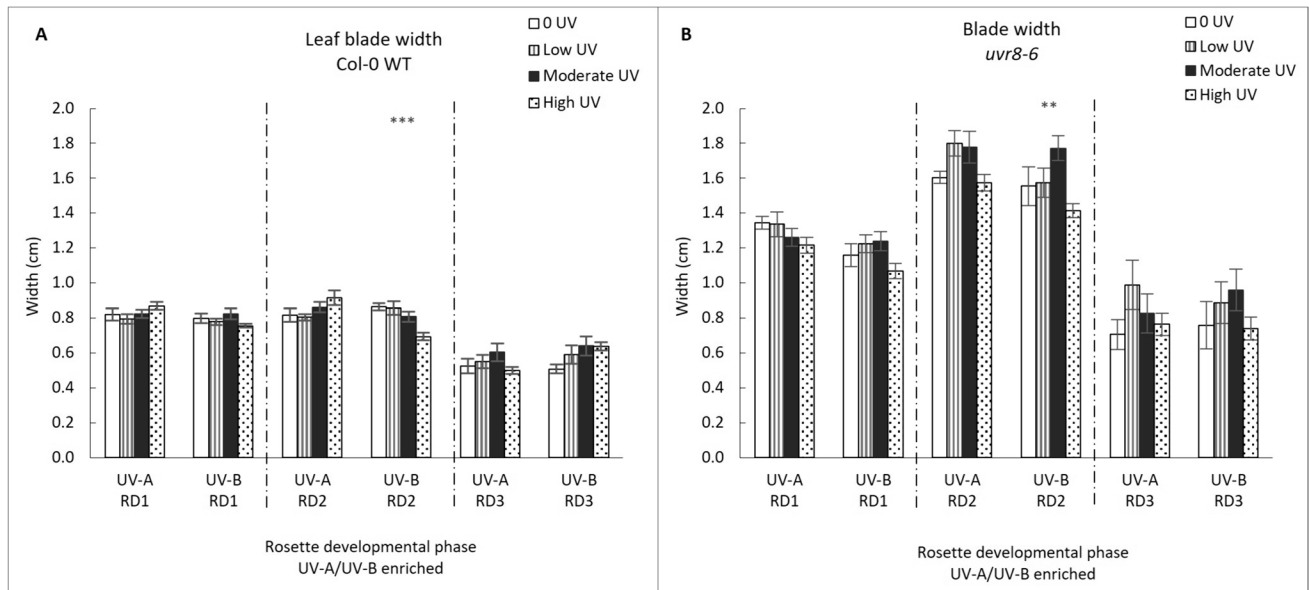 A
Leaf blade width
Col-0 WT
0 UV
Low UV
Moderate UV
High UV
2.0
1.8
1.6
1.4
1.2
1.0
0.8
0.6
0.4
0.2
0.0
Width (cm)
***
UV-A UV-B UV-A UV-B UV-A UV-B
RD1 RD1 RD2 RD2 RD3 RD3
Rosette developmental phase
UV-A/UV-B enriched
B
Blade width
uvr8-6
0 UV
Low UV
Moderate UV
High UV
2.0
1.8
1.6
1.4
1.2
1.0
0.8
0.6
0.4
0.2
0.0
Width (cm)
**
UV-A UV-B UV-A UV-B UV-A UV-B
RD1 RD1 RD2 RD2 RD3 RD3
Rosette developmental phase
UV-A/UV-B enriched